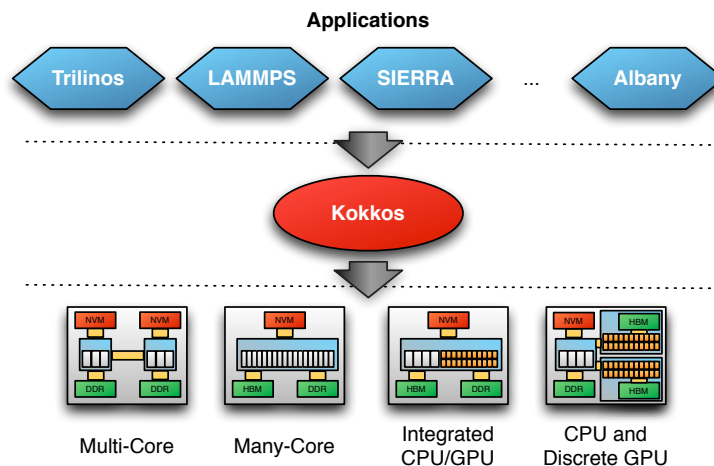 Applications
Trilinos LAMMPS SIERRA ... Albany
Kokkos
NVM NVM NVM NVM NVM HBM
DDR DDR HBM DDR HBM DDR DDR HBM
Multi-Core Many-Core Integrated CPU/GPU CPU and Discrete GPU